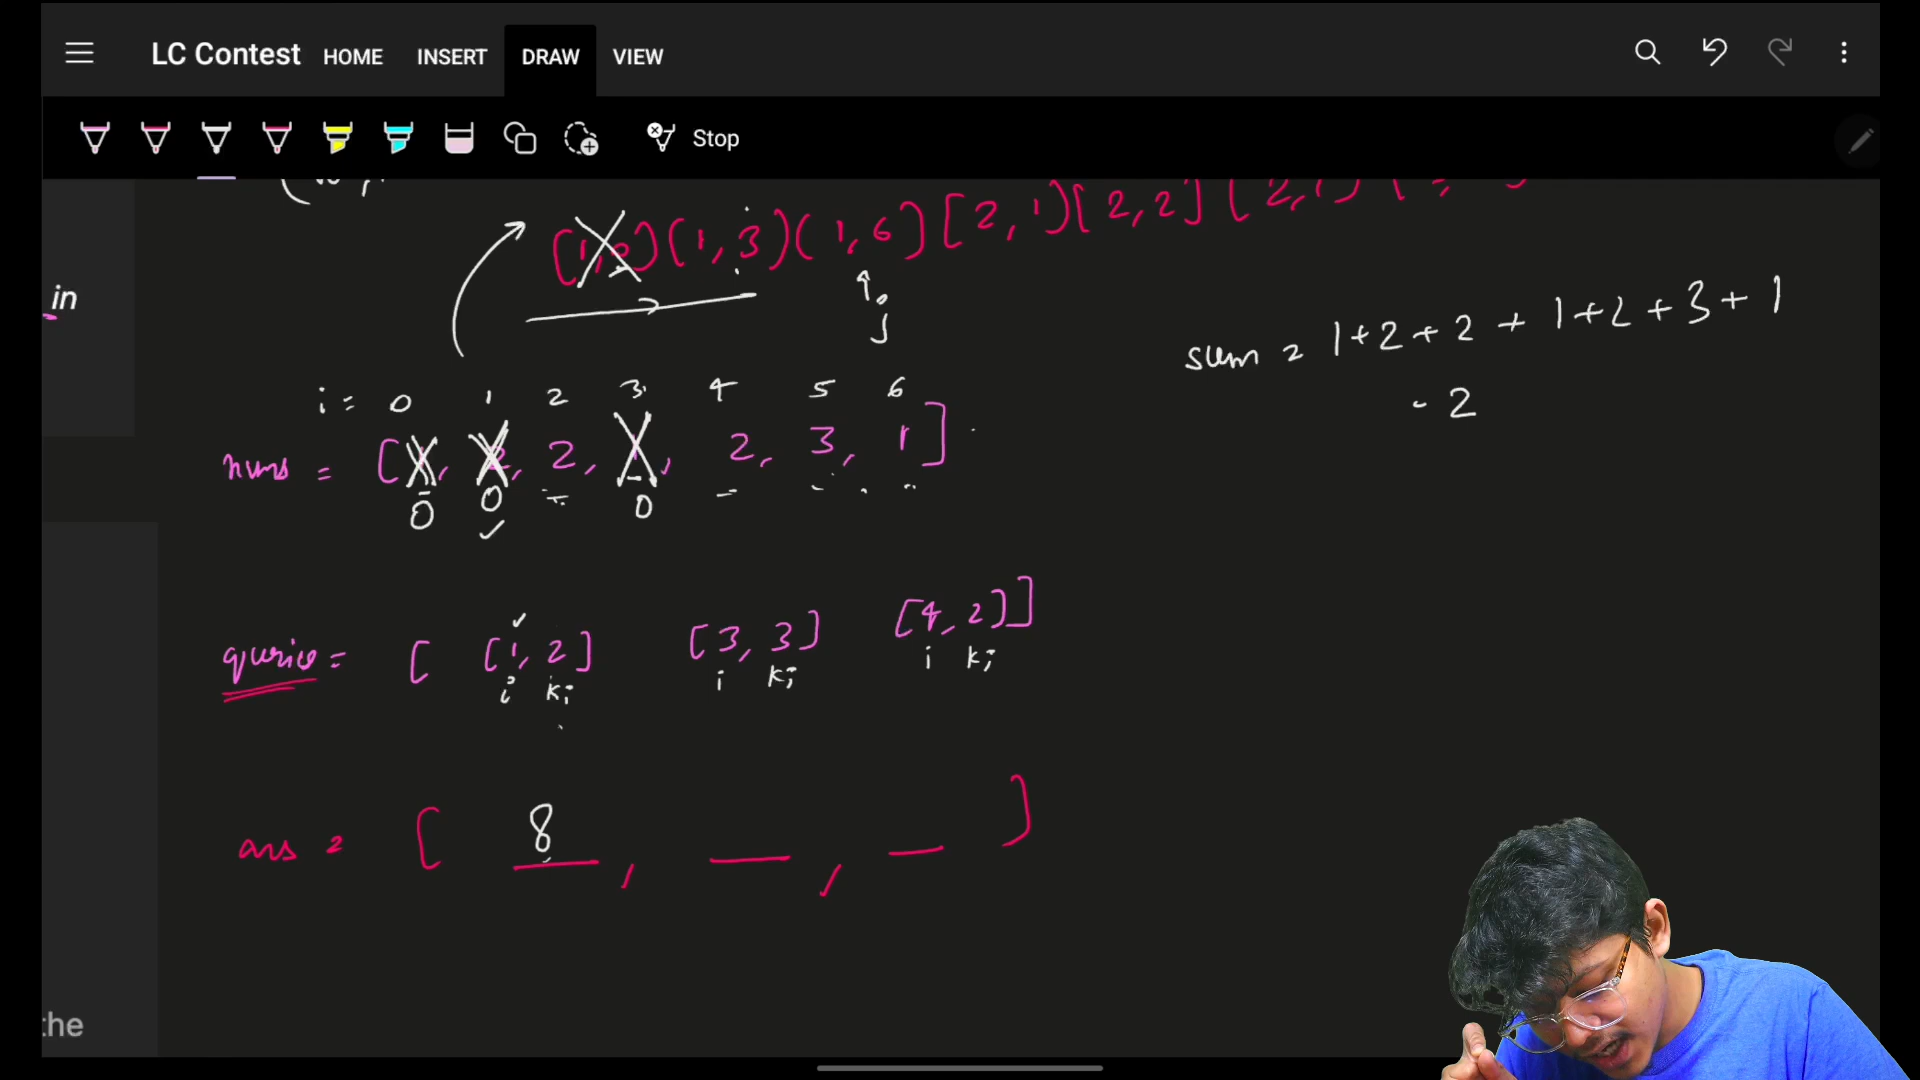 LC Contest HOME INSERT DRAW VIEW
Stop
(1, 0) (1, 3) (1, 6) [2, 1) [2, 2] (2, 1)
in
j
sum = 1+2+2+1+2+3+1
- 2
i = 0 1 2 3 4 5 6
nums = [1, 2, 2, 1, 2, 3, 1]
0 0 0
queries = [ [1, 2] [3, 3] [4, 2]]
i ki i ki i ki
ans = [ 8, _, _ ]
the